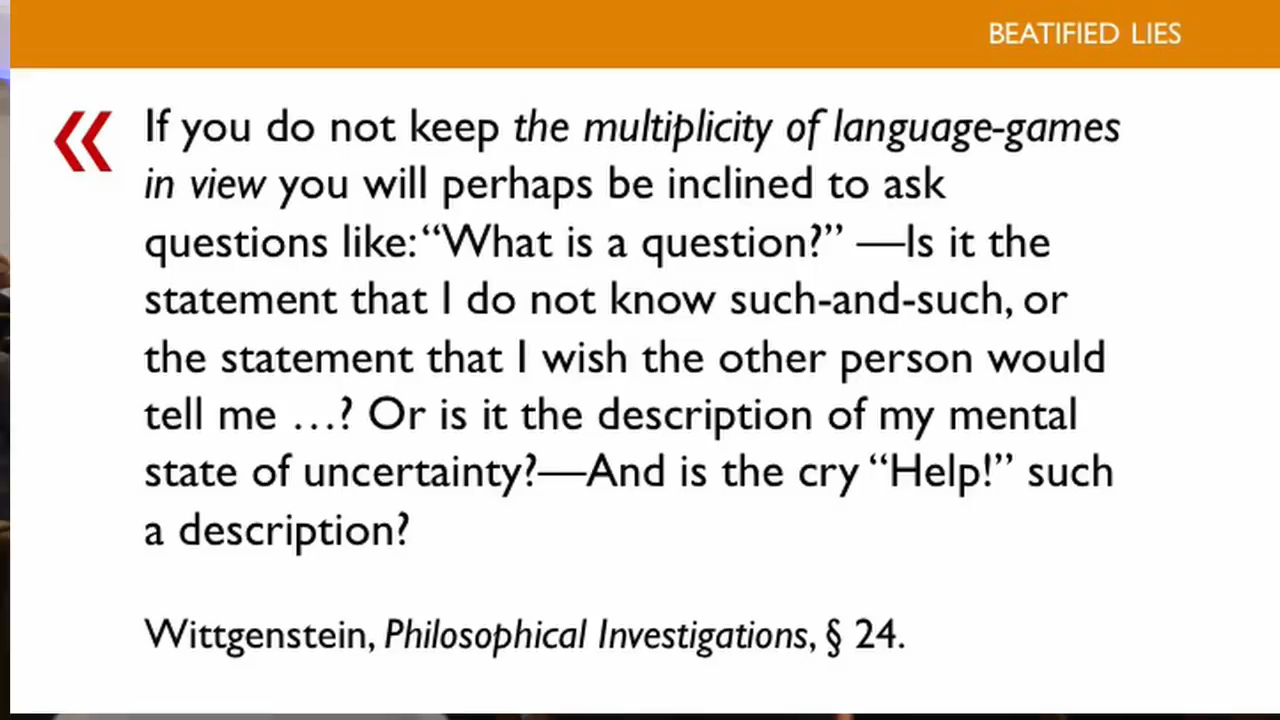 BEATIFIED LIES
« If you do not keep the multiplicity of language-games
in view you will perhaps be inclined to ask
questions like: “What is a question?” —Is it the
statement that I do not know such-and-such, or
the statement that I wish the other person would
tell me …? Or is it the description of my mental
state of uncertainty?—And is the cry “Help!” such
a description?
Wittgenstein, Philosophical Investigations, § 24.